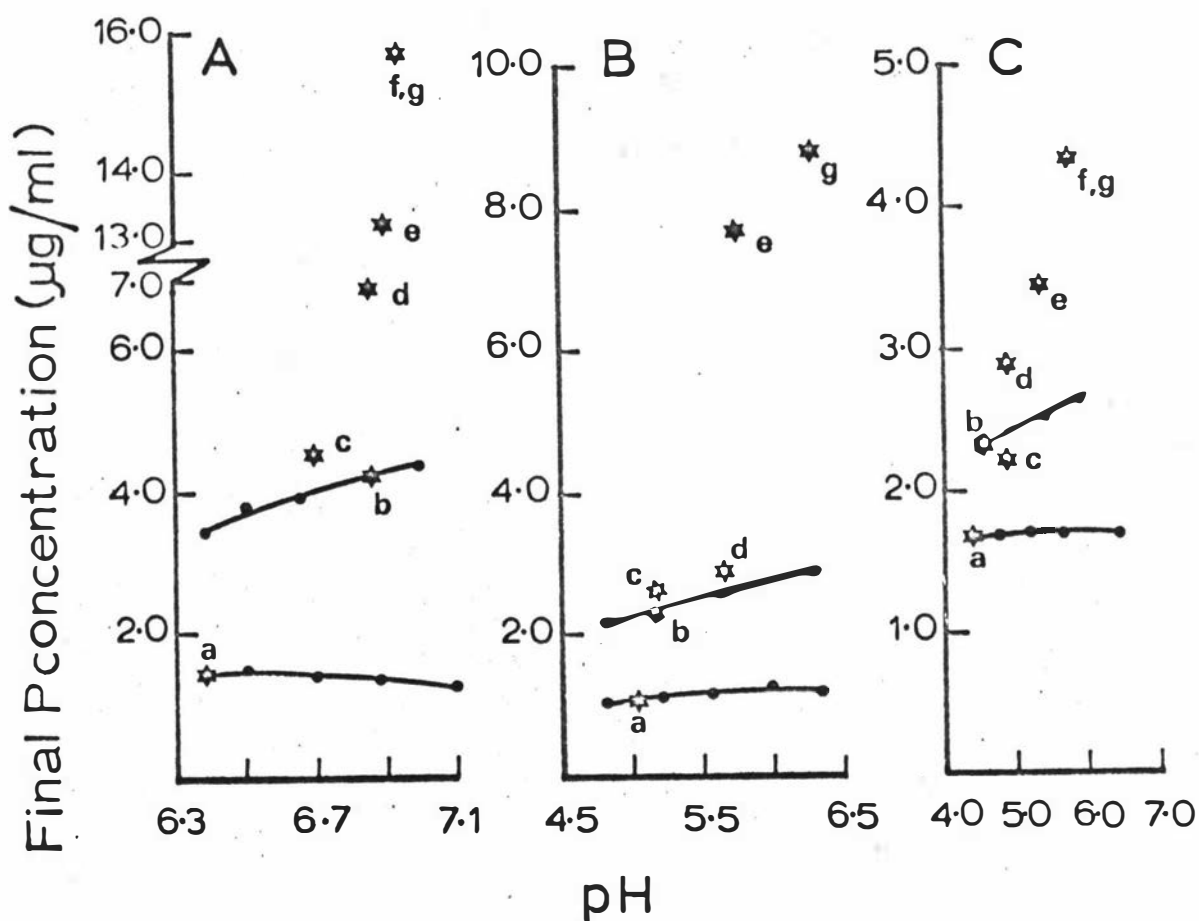 Final P concentration (µg/ml)
A
16·0
14·0
13·0
7·0
6·0
4·0
2·0
f,g
e
d
c
b
a
6·3 6·7 7·1
B
10·0
8·0
6·0
4·0
2·0
g
e
d
c
b
a
4·5 5·5 6·5
C
5·0
4·0
3·0
2·0
1·0
f,g
e
d
b
c
a
4·0 5·0 6·0 7·0
pH